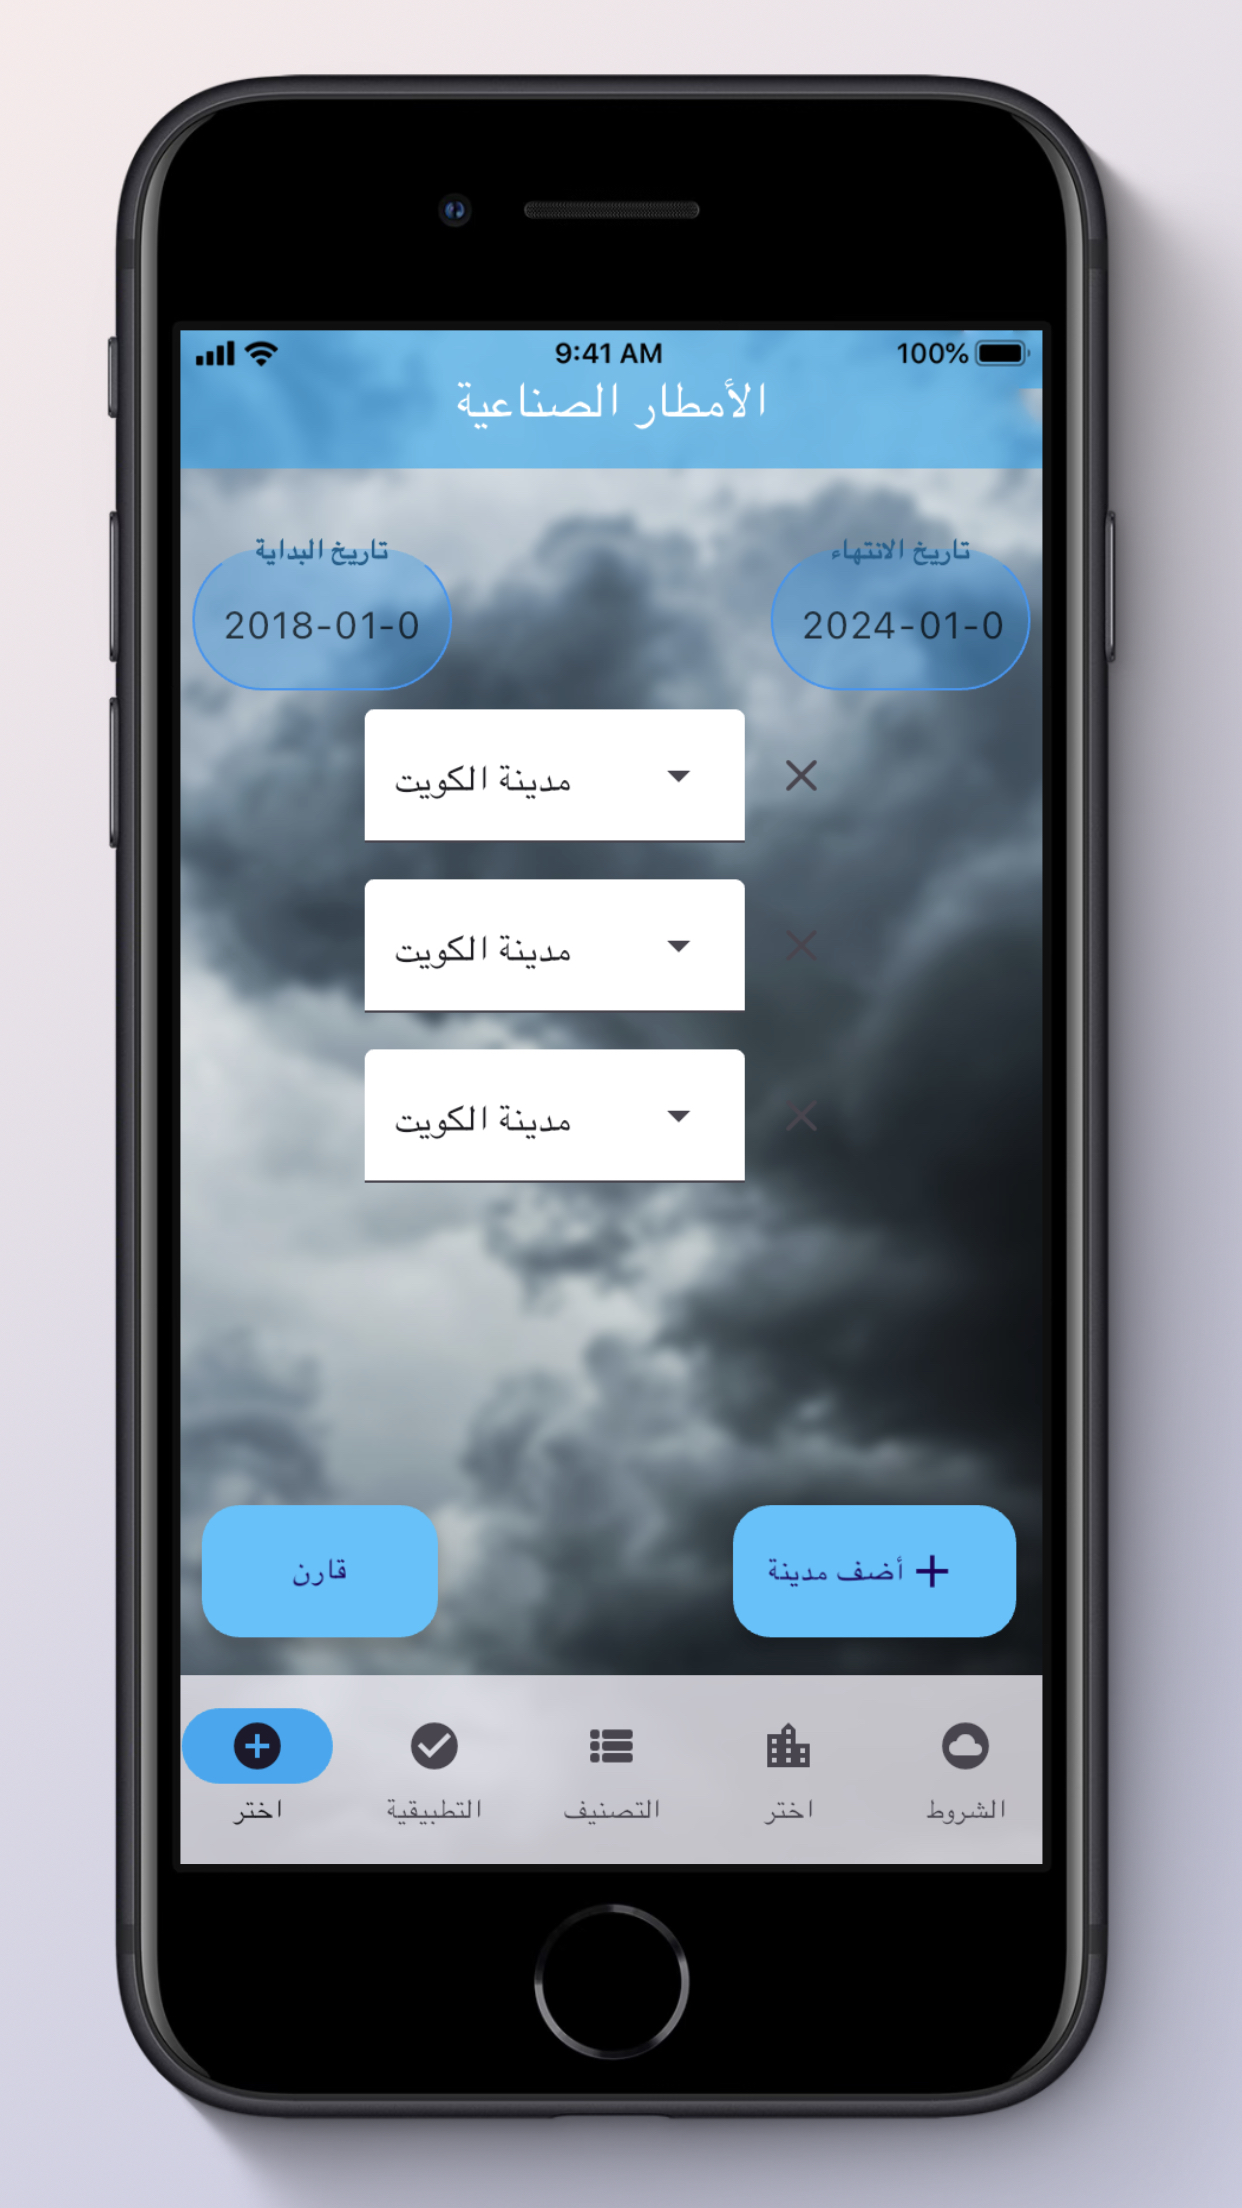 9:41 AM
100%
الأمطار الصناعية
تاريخ الانتهاء
تاريخ البداية
2024-01-0
2018-01-0
مدينة الكويت
مدينة الكويت
مدينة الكويت
أضف مدينة
قارن
الشروط
اختر
التصنيف
التطبيقية
اختر